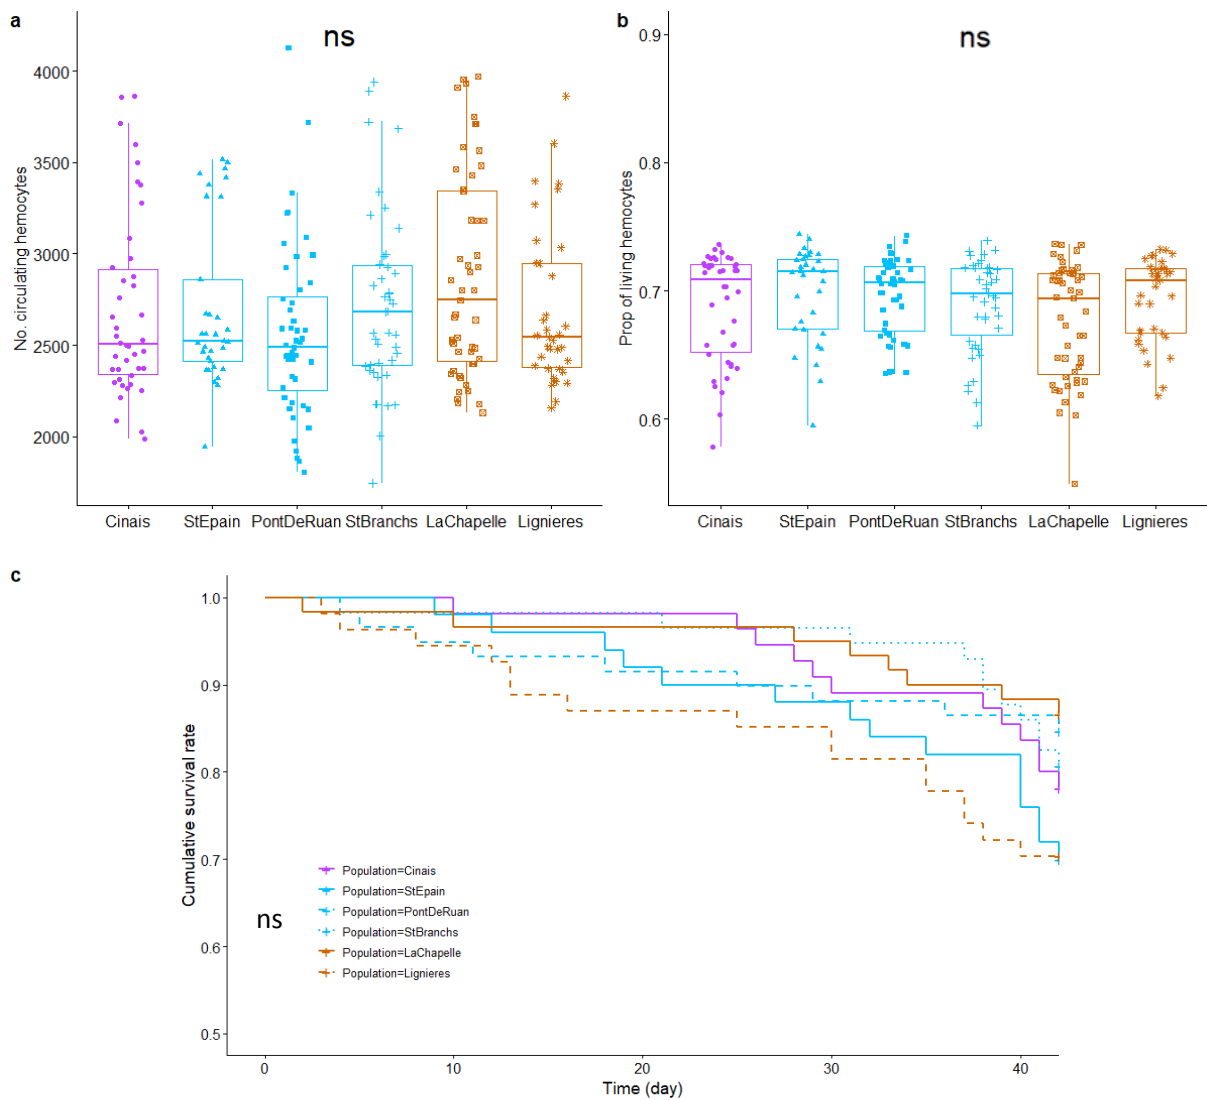 a
ns
No. circulating hemocytes
4000
3500
3000
2500
2000
Cinais StEpain PontDeRuan StBranchs LaChapelle Lignieres
b
ns
Prop of living hemocytes
0.9
0.8
0.7
0.6
Cinais StEpain PontDeRuan StBranchs LaChapelle Lignieres
c
Cumulative survival rate
1.0
0.9
0.8
0.7
0.6
0.5
ns
Population=Cinais
Population=StEpain
Population=PontDeRuan
Population=StBranchs
Population=LaChapelle
Population=Lignieres
0 10 20 30 40
Time (day)